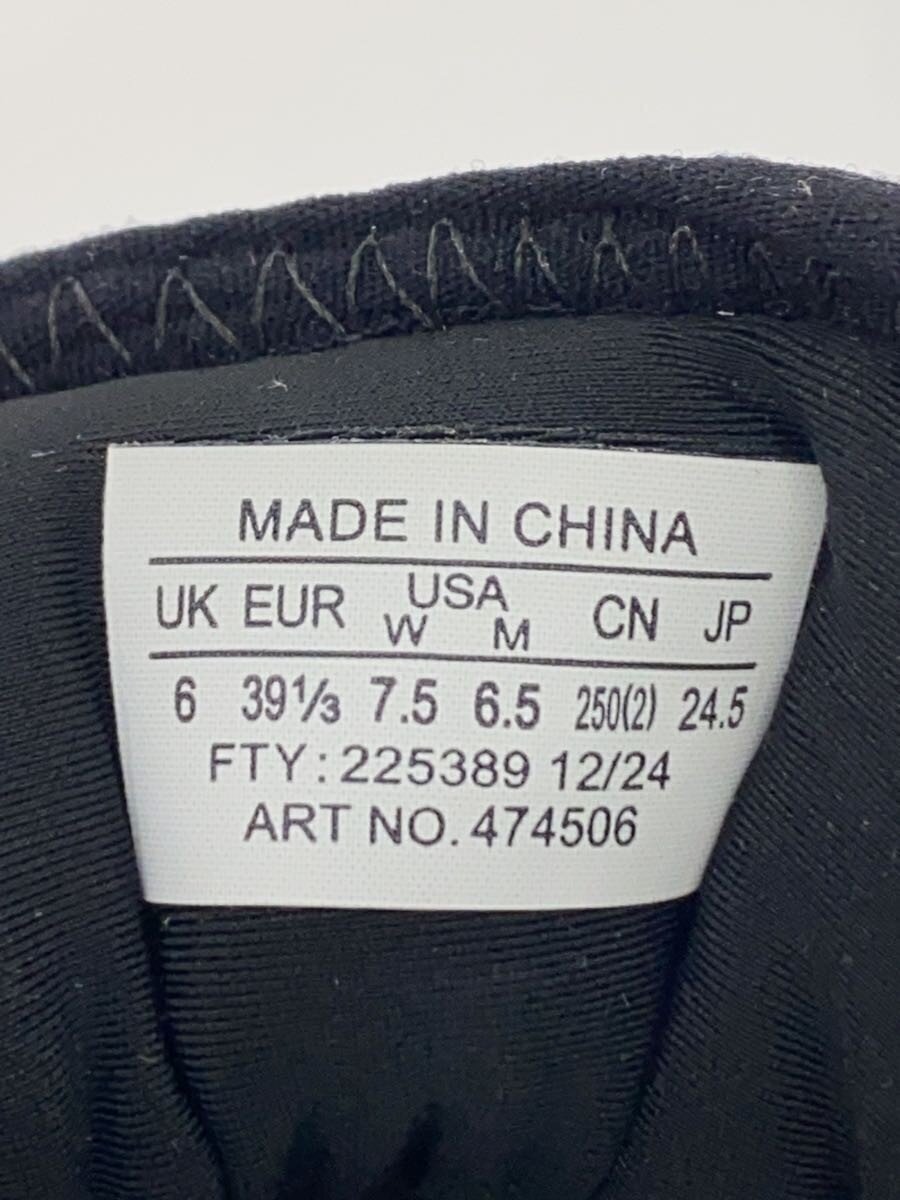 MADE IN CHINA
UK EUR USA CN JP
W M
6 39⅓ 7.5 6.5 250(2) 24.5
FTY: 225389 12/24
ART NO. 474506